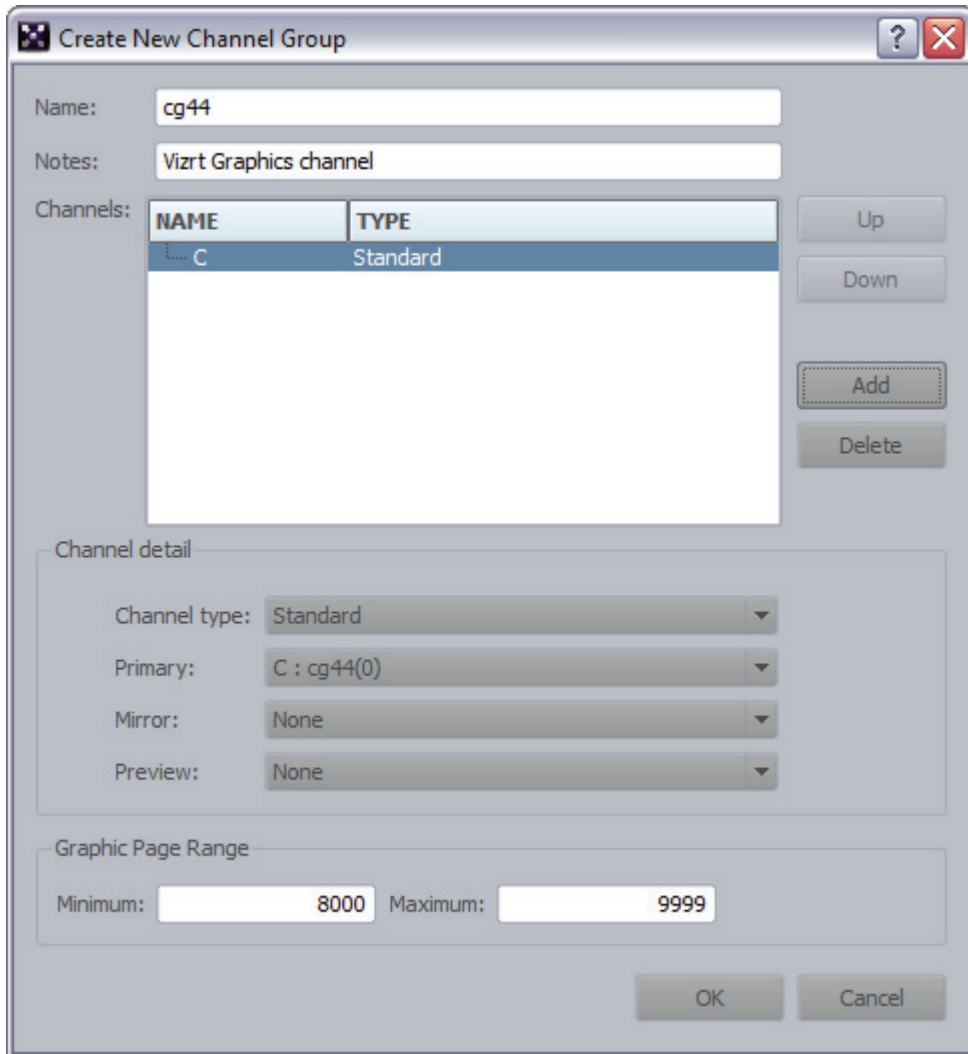 Create New Channel Group ?
Name: cg44
Notes: Vizrt Graphics channel
Channels: NAME TYPE Up
C Standard
Down
Add
Delete
Channel detail
Channel type: Standard
Primary: C : cg44(0)
Mirror: None
Preview: None
Graphic Page Range
Minimum: 8000 Maximum: 9999
OK Cancel